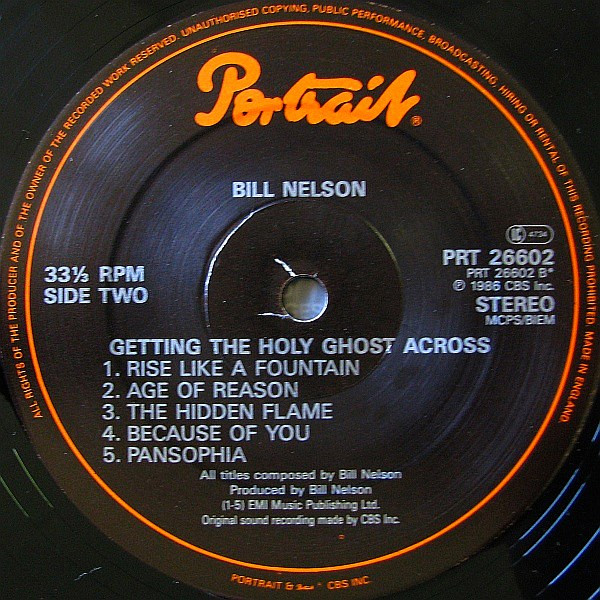 ALL RIGHTS OF THE PRODUCER AND OF THE OWNER OF THE RECORDED WORK RESERVED. UNAUTHORISED COPYING, PUBLIC PERFORMANCE, BROADCASTING, HIRING OR RENTAL OF THIS RECORDING PROHIBITED. MADE IN ENGLAND.
Portrait®
BILL NELSON
4734
33⅓ RPM
SIDE TWO
PRT 26602
PRT 26602 B*
℗ 1986 CBS Inc.
STEREO
MCPS/BIEM
GETTING THE HOLY GHOST ACROSS
1. RISE LIKE A FOUNTAIN
2. AGE OF REASON
3. THE HIDDEN FLAME
4. BECAUSE OF YOU
5. PANSOPHIA
All titles composed by Bill Nelson
Produced by Bill Nelson
(1-5) EMI Music Publishing Ltd.
Original sound recording made by CBS Inc.
PORTRAIT & CBS INC.